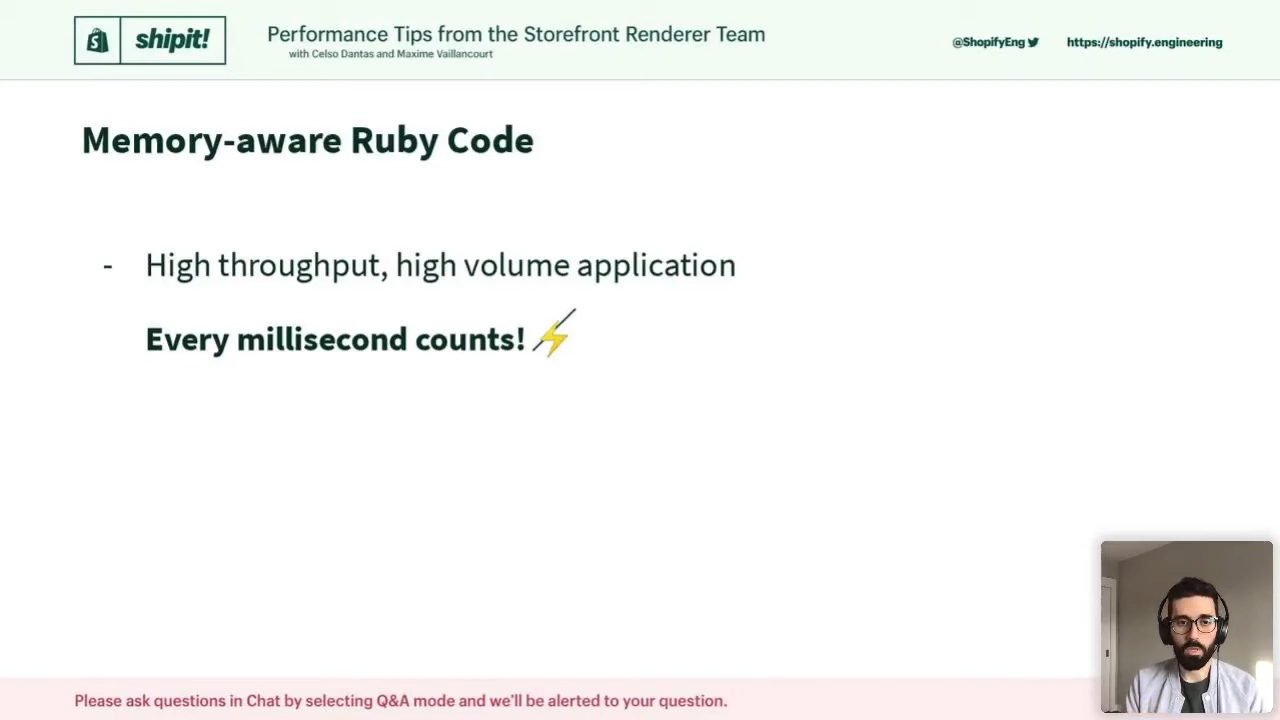 shipit!
Performance Tips from the Storefront Renderer Team
with Celso Dantas and Maxime Vaillancourt
@ShopifyEng
https://shopify.engineering
Memory-aware Ruby Code
- High throughput, high volume application
Every millisecond counts!⚡
Please ask questions in Chat by selecting Q&A mode and we'll be alerted to your question.